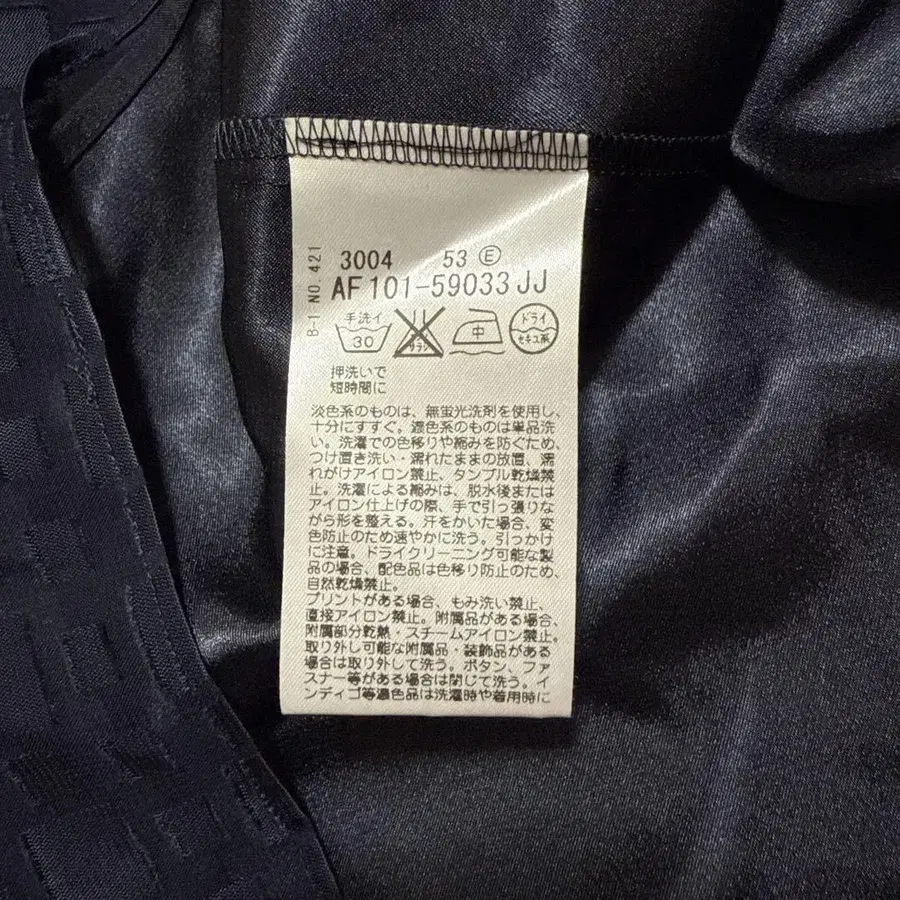 B-1 NO. 421
3004 53 Ⓔ
AF 101-59033 JJ
手洗イ
30
エンソ
サラシ
中
ドライ
セキユ系
押洗いで
短時間に
淡色系のものは、無蛍光洗剤を使用し、
十分にすすぐ。濃色系のものは単品洗
い。洗濯での色移りや縮みを防ぐため、
つけ置き洗い・濡れたままの放置、濡
れがけアイロン禁止、タンブル乾燥禁
止。洗濯による縮みは、脱水後または
アイロン仕上げの際、手で引っ張りな
がら形を整える。汗をかいた場合、変
色防止のため速やかに洗う。引っかけ
に注意。ドライクリーニング可能な製
品の場合、配色品は色移り防止のため、
自然乾燥禁止。
プリントがある場合、もみ洗い禁止、
直接アイロン禁止。附属品がある場合、
附属部分乾熱・スチームアイロン禁止。
取り外し可能な附属品・装飾品がある
場合は取り外して洗う。ボタン、ファ
スナー等がある場合は閉じて洗う。イ
ンディゴ等濃色品は洗濯時や着用時に